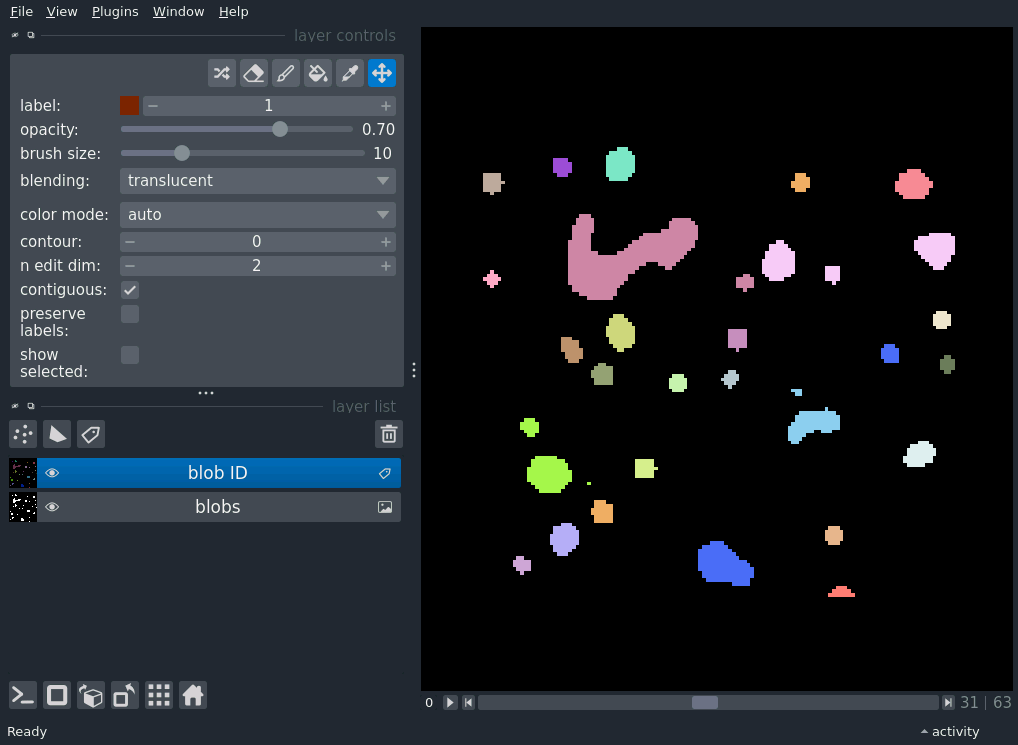 File View Plugins Window Help
layer controls
label: 1
opacity: 0.70
brush size: 10
blending: translucent
color mode: auto
contour: 0
n edit dim: 2
contiguous:
preserve
labels:
show
selected:
layer list
blob ID
blobs
0 31 | 63
Ready activity